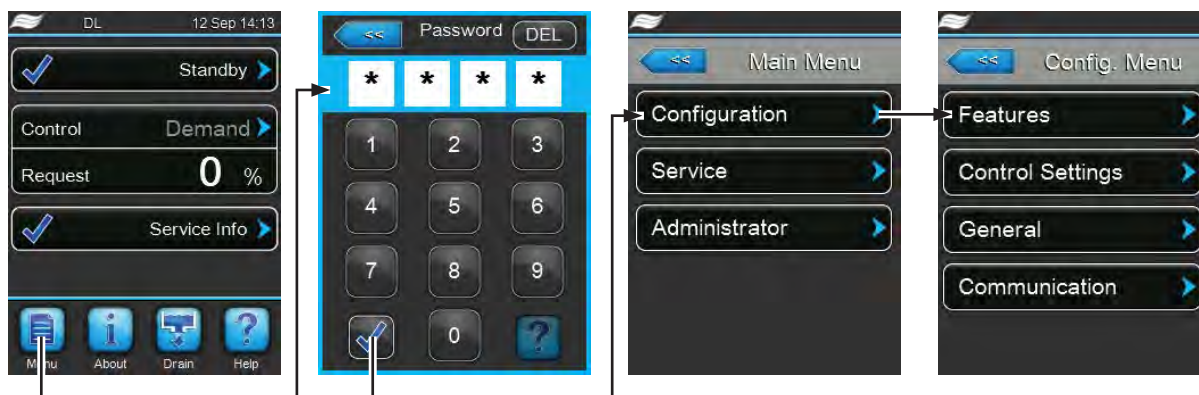 DL 12 Sep 14:13
Standby
Control Demand
Request 0 %
Service Info
Menu About Drain Help
<< Password DEL
* * * *
1 2 3
4 5 6
7 8 9
0 ?
<< Main Menu
Configuration
Service
Administrator
<< Config. Menu
Features
Control Settings
General
Communication